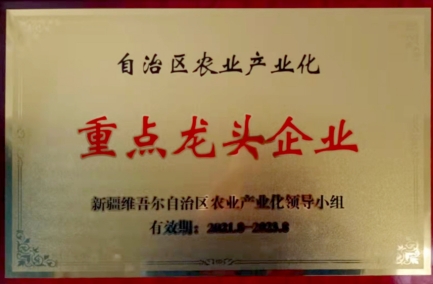 自治区农业产业化
重点龙头企业
新疆维吾尔自治区农业产业化领导小组
有效期：2021.8-2023.8